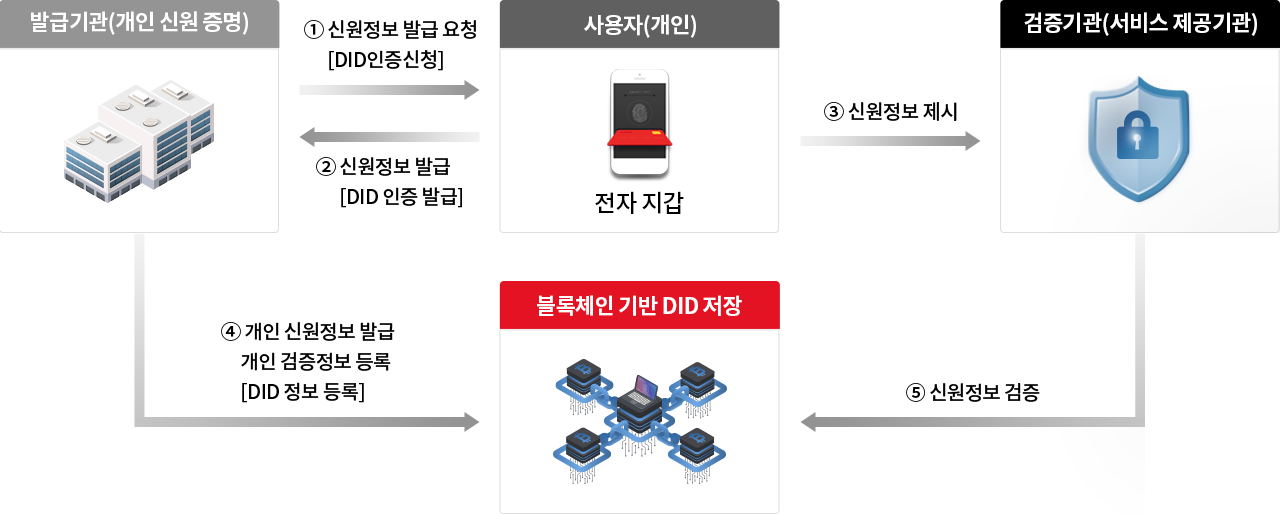 발급기관(개인 신원 증명)
① 신원정보 발급 요청
[DID인증신청]
사용자(개인)
검증기관(서비스 제공기관)
② 신원정보 발급
[DID 인증 발급]
전자 지갑
③ 신원정보 제시
블록체인 기반 DID 저장
④ 개인 신원정보 발급
개인 검증정보 등록
[DID 정보 등록]
⑤ 신원정보 검증